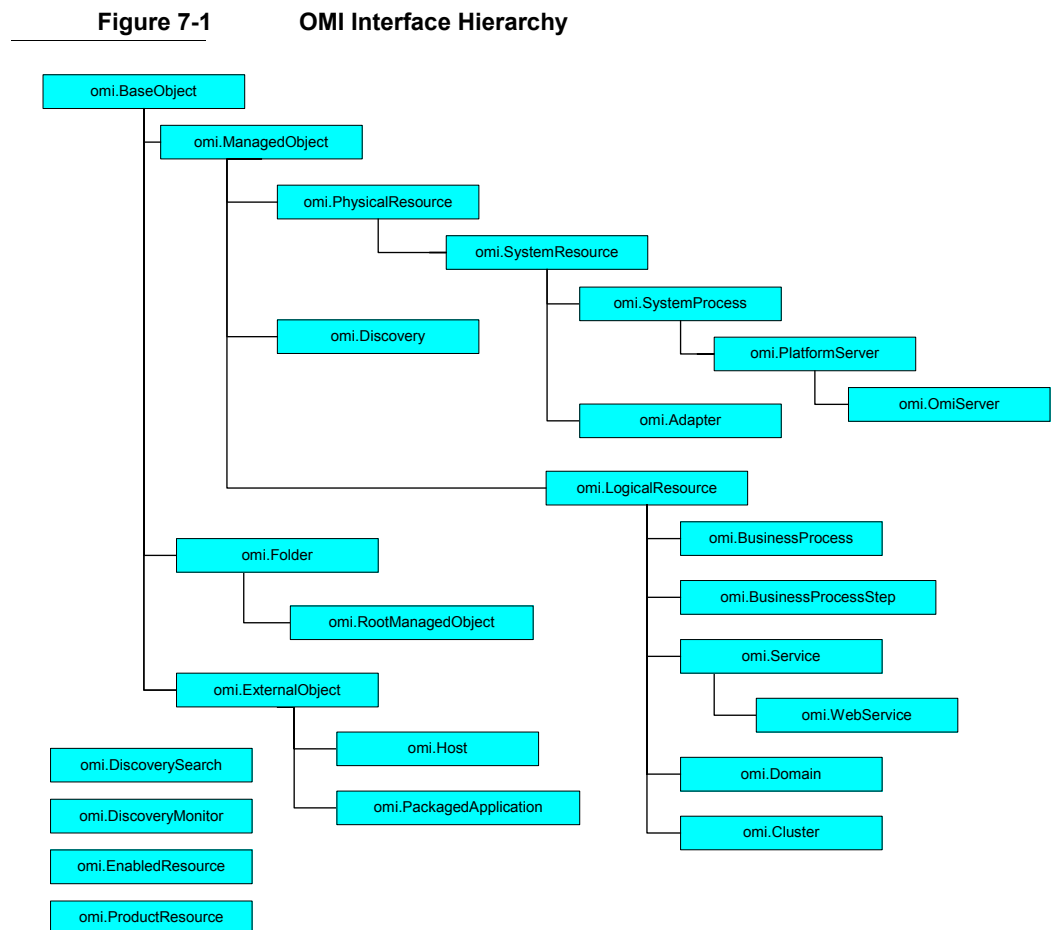 Figure 7-1 OMI Interface Hierarchy
omi.BaseObject
omi.ManagedObject
omi.PhysicalResource
omi.SystemResource
omi.SystemProcess
omi.Discovery
omi.PlatformServer
omi.OmiServer
omi.Adapter
omi.LogicalResource
omi.BusinessProcess
omi.Folder
omi.BusinessProcessStep
omi.RootManagedObject
omi.Service
omi.ExternalObject
omi.WebService
omi.Host
omi.DiscoverySearch
omi.Domain
omi.PackagedApplication
omi.DiscoveryMonitor
omi.Cluster
omi.EnabledResource
omi.ProductResource